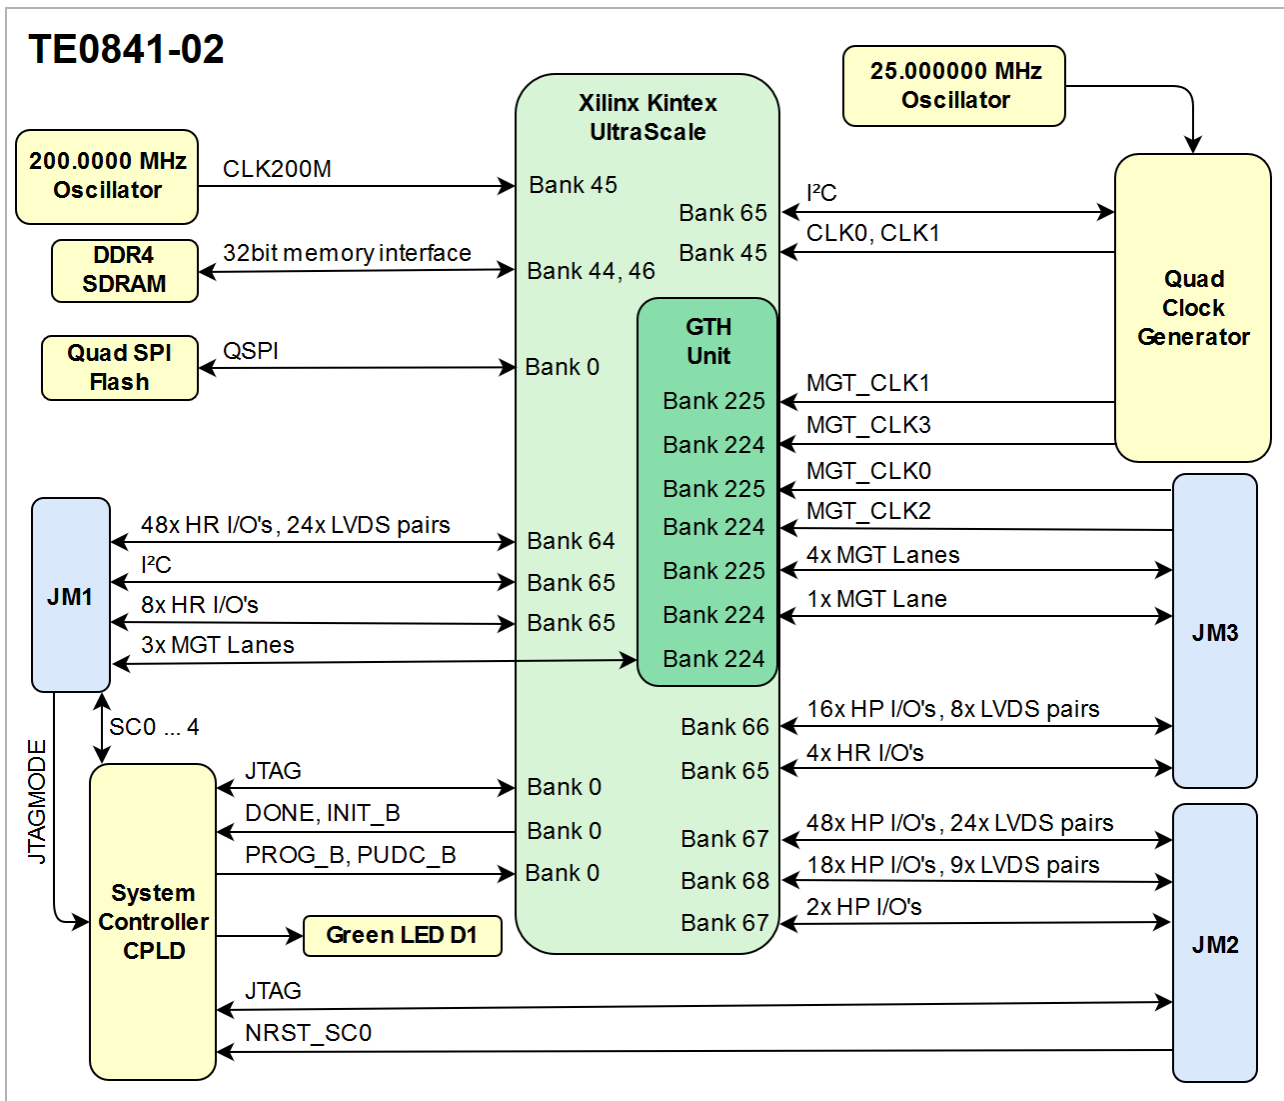 TE0841-02
25.000000 MHz
Oscillator
Xilinx Kintex
UltraScale
200.0000 MHz
Oscillator
CLK200M
Bank 45
I²C
Bank 65
CLK0, CLK1
Bank 45
DDR4
SDRAM
32bit memory interface
Bank 44, 46
Quad
Clock
Generator
GTH
Unit
Quad SPI
Flash
QSPI
Bank 0
MGT_CLK1
Bank 225
MGT_CLK3
Bank 224
MGT_CLK0
Bank 225
MGT_CLK2
Bank 224
4x MGT Lanes
Bank 225
1x MGT Lane
Bank 224
Bank 224
JM3
JM1
48x HR I/O's, 24x LVDS pairs
Bank 64
I²C
Bank 65
8x HR I/O's
Bank 65
3x MGT Lanes
16x HP I/O's, 8x LVDS pairs
Bank 66
4x HR I/O's
Bank 65
SC0 ... 4
JTAGMODE
JTAG
Bank 0
DONE, INIT_B
Bank 0
PROG_B, PUDC_B
Bank 0
48x HP I/O's, 24x LVDS pairs
Bank 67
18x HP I/O's, 9x LVDS pairs
Bank 68
2x HP I/O's
Bank 67
System
Controller
CPLD
Green LED D1
JM2
JTAG
NRST_SC0